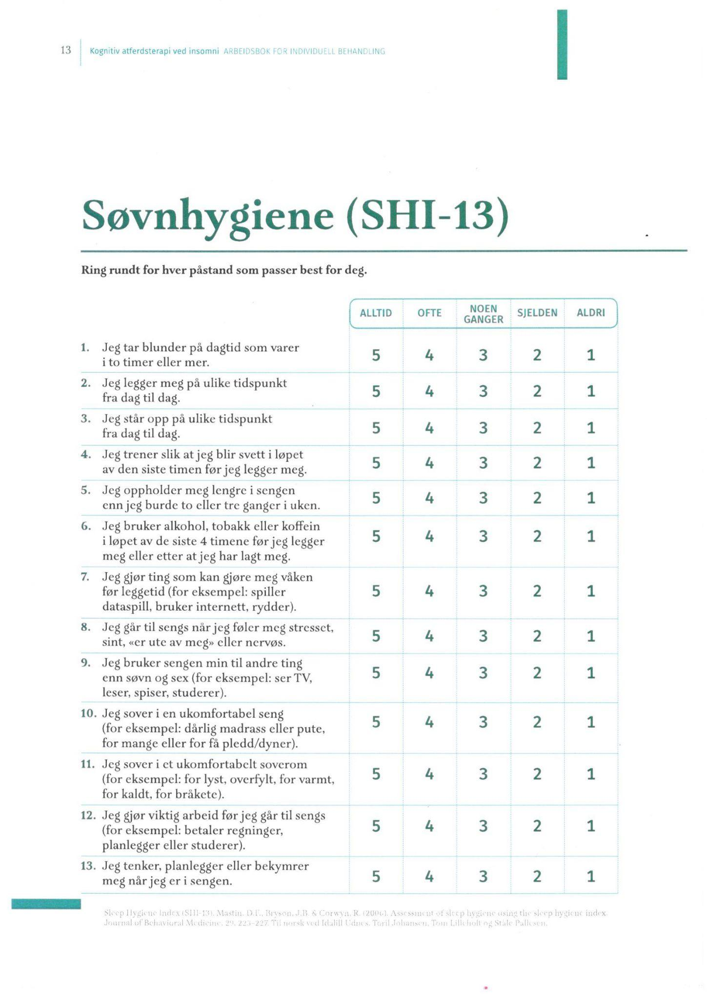 13 Kognitiv atferdsterapi ved insomni ARBEIDSBOK FOR INDIVIDUELL BEHANDLING
Søvnhygiene (SHI-13)
Ring rundt for hver påstand som passer best for deg.
ALLTID OFTE NOEN GANGER SJELDEN ALDRI
1. Jeg tar blunder på dagtid som varer
i to timer eller mer.
5 4 3 2 1
2. Jeg legger meg på ulike tidspunkt
fra dag til dag.
5 4 3 2 1
3. Jeg står opp på ulike tidspunkt
fra dag til dag.
5 4 3 2 1
4. Jeg trener slik at jeg blir svett i løpet
av den siste timen før jeg legger meg.
5 4 3 2 1
5. Jeg oppholder meg lengre i sengen
enn jeg burde to eller tre ganger i uken.
5 4 3 2 1
6. Jeg bruker alkohol, tobakk eller koffein
i løpet av de siste 4 timene før jeg legger
meg eller etter at jeg har lagt meg.
5 4 3 2 1
7. Jeg gjør ting som kan gjøre meg våken
før leggetid (for eksempel: spiller
dataspill, bruker internett, rydder).
5 4 3 2 1
8. Jeg går til sengs når jeg føler meg stresset,
sint, «er ute av meg» eller nervøs.
5 4 3 2 1
9. Jeg bruker sengen min til andre ting
enn søvn og sex (for eksempel: ser TV,
leser, spiser, studerer).
5 4 3 2 1
10. Jeg sover i en ukomfortabel seng
(for eksempel: dårlig madrass eller pute,
for mange eller for få pledd/dyner).
5 4 3 2 1
11. Jeg sover i et ukomfortabelt soverom
(for eksempel: for lyst, overfylt, for varmt,
for kaldt, for bråkete).
5 4 3 2 1
12. Jeg gjør viktig arbeid før jeg går til sengs
(for eksempel: betaler regninger,
planlegger eller studerer).
5 4 3 2 1
13. Jeg tenker, planlegger eller bekymrer
meg når jeg er i sengen.
5 4 3 2 1
Sleep Hygiene Index (SHI-13). Mastin, D.F., Bryson, J.B. & Corwyn, R. (2006). Assessment of sleep hygiene using the sleep hygiene index.
Journal of Behavioral Medicine, 29, 223–227. Til norsk ved Idalill Udnes, Toril Johansen, Tom Lilleholt og Ståle Pallesen.